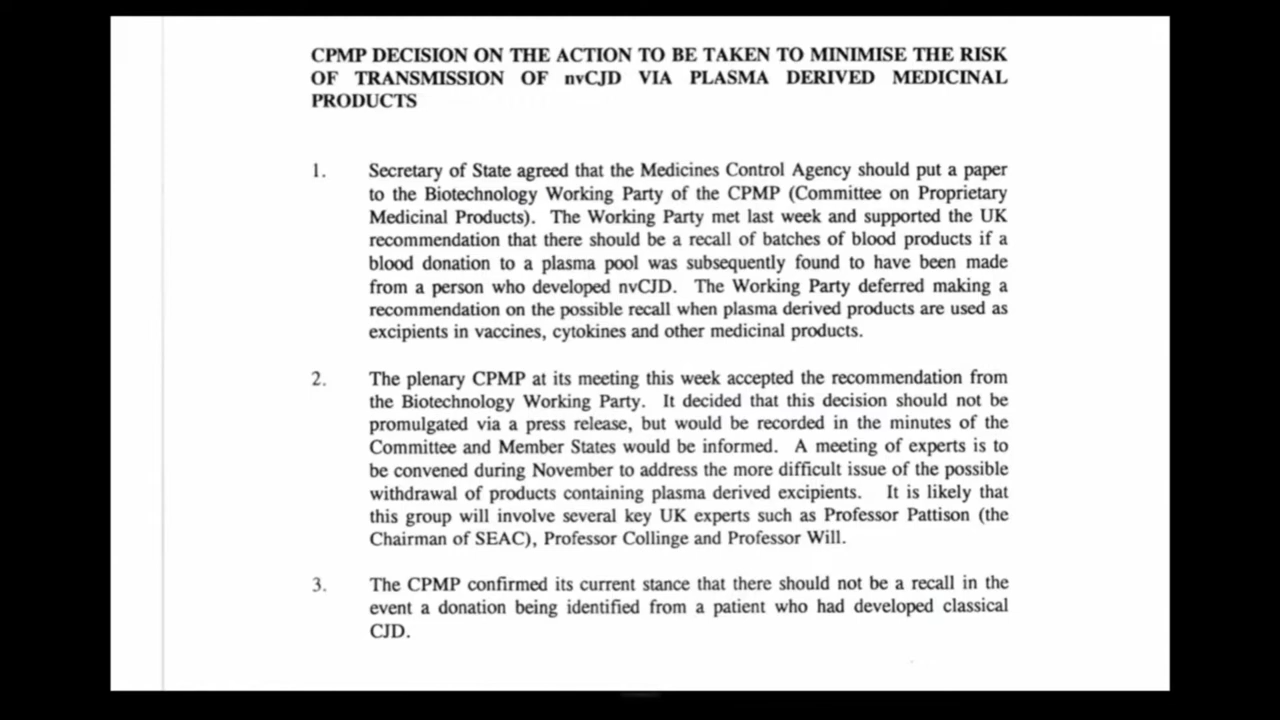 CPMP DECISION ON THE ACTION TO BE TAKEN TO MINIMISE THE RISK
OF TRANSMISSION OF nvCJD VIA PLASMA DERIVED MEDICINAL
PRODUCTS
1. Secretary of State agreed that the Medicines Control Agency should put a paper
to the Biotechnology Working Party of the CPMP (Committee on Proprietary
Medicinal Products). The Working Party met last week and supported the UK
recommendation that there should be a recall of batches of blood products if a
blood donation to a plasma pool was subsequently found to have been made
from a person who developed nvCJD. The Working Party deferred making a
recommendation on the possible recall when plasma derived products are used as
excipients in vaccines, cytokines and other medicinal products.
2. The plenary CPMP at its meeting this week accepted the recommendation from
the Biotechnology Working Party. It decided that this decision should not be
promulgated via a press release, but would be recorded in the minutes of the
Committee and Member States would be informed. A meeting of experts is to
be convened during November to address the more difficult issue of the possible
withdrawal of products containing plasma derived excipients. It is likely that
this group will involve several key UK experts such as Professor Pattison (the
Chairman of SEAC), Professor Collinge and Professor Will.
3. The CPMP confirmed its current stance that there should not be a recall in the
event a donation being identified from a patient who had developed classical
CJD.